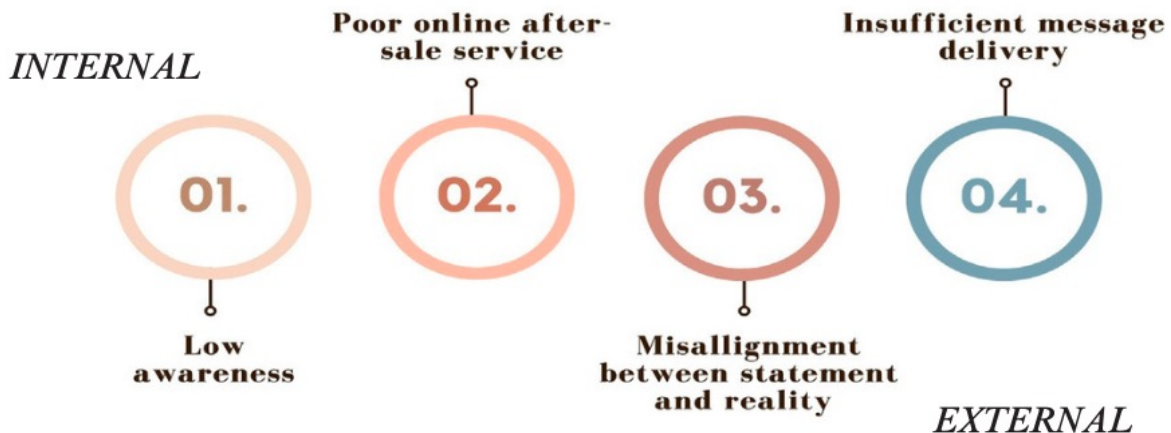 INTERNAL
Poor online after-
sale service
Insufficient message
delivery
01.
02.
03.
04.
Low
awareness
Misallignment
between statement
and reality
EXTERNAL